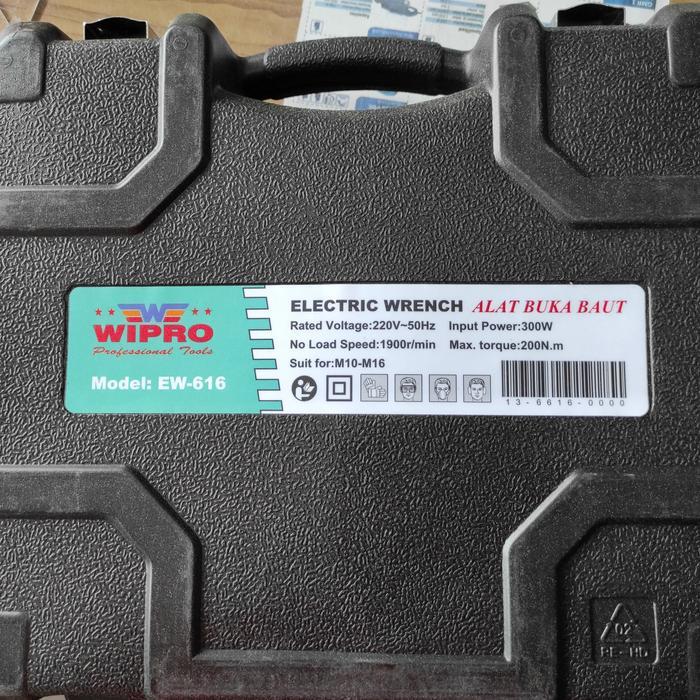 WIPRO
Professional Tools
Model: EW-616
ELECTRIC WRENCH ALAT BUKA BAUT
Rated Voltage:220V~50Hz Input Power:300W
No Load Speed:1900r/min Max. torque:200N.m
Suit for:M10-M16
13-6616-0000
02
PE-HD